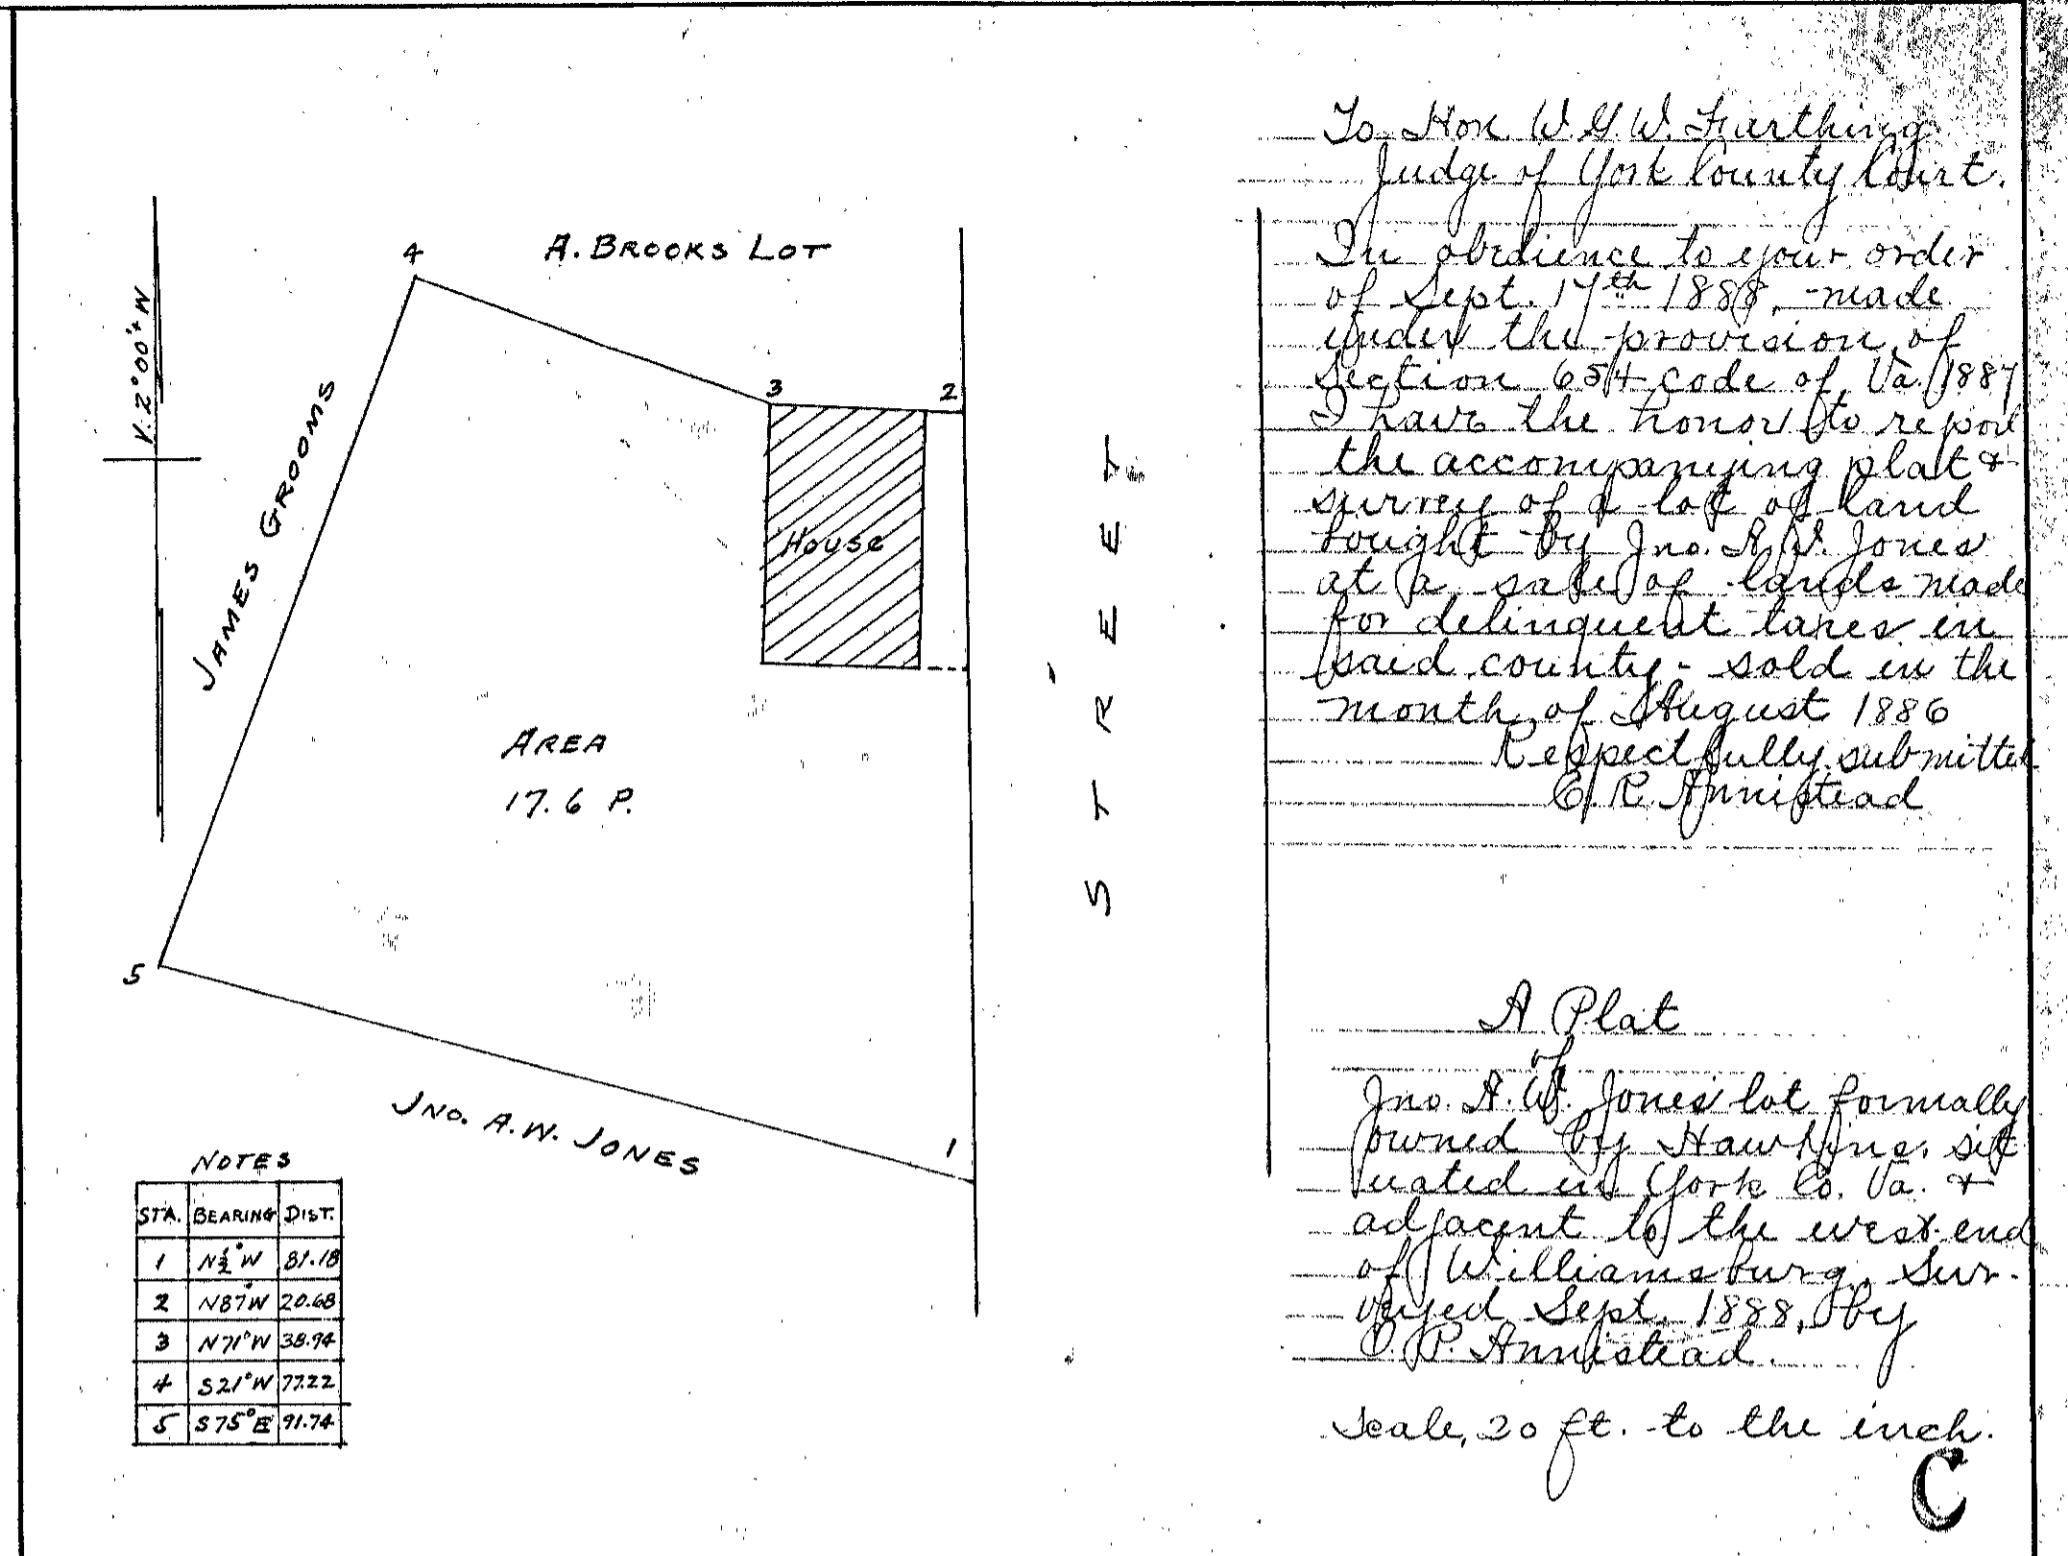 A. BROOKS LOT
4
3
2
V. 2° 00' + W
JAMES GROOMS
House
STREET
AREA
17.6 P.
5
JNO. A.W. JONES
1
NOTES
STA. BEARING DIST.
1 N½°W 81.18
2 N87°W 20.68
3 N71°W 38.94
4 S21°W 77.22
5 S75°E 91.74
To Hon W.G.W. Farthing
Judge of York County Court.
In obedience to your order
of Sept. 17th 1888, made
under the provision of
Section 654 code of Va. 1887
I have the honor to report
the accompanying plat &
survey of a lot of land
bought by Jno. A.W. Jones
at a sale of lands made
for delinquent taxes in
said county - sold in the
month of August 1886
Respectfully submitted
E. R. Annistead
A Plat
of
Jno. A. W. Jones' lot formally
owned by Hawkins, sit
uated in York Co. Va. &
adjacent to the west end
of Williamsburg. Sur-
veyed Sept. 1888, by
Annistead.
Scale, 20 ft. to the inch.
C